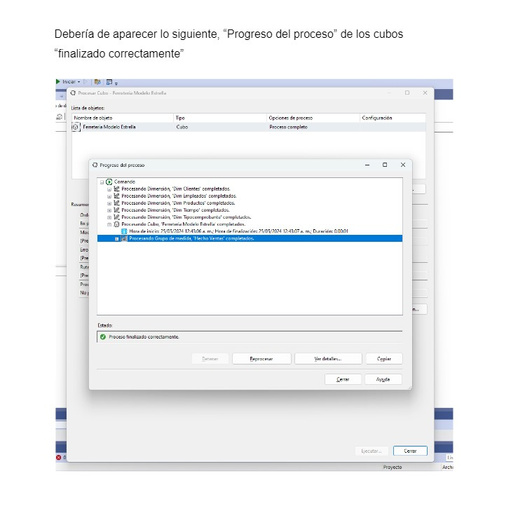 Debería de aparecer lo siguiente, “Progreso del proceso” de los cubos
“finalizado correctamente”
Iniciar
Procesar Cubo - Ferreteria Modelo Estrella
Lista de objetos:
Nombre de objeto Tipo Opciones de proceso Configuración
Ferreteria Modelo Estrella Cubo Proceso completo
Progreso del proceso
Comando
Procesando Dimensión, 'Dim Clientes' completados.
Procesando Dimensión, 'Dim Empleados' completados.
Procesando Dimensión, 'Dim Productos' completados.
Procesando Dimensión, 'Dim Tiempo' completados.
Procesando Dimensión, 'Dim Tipocomprobante' completados.
Procesando Cubo, 'Ferreteria Modelo Estrella' completados.
Hora de inicio: 25/05/2024 12:43:06 a. m.; Hora de finalización: 25/05/2024 12:43:07 a. m.; Duración: 0:00:01
Procesando Grupo de medida, 'Hecho Ventas' completados.
Estado:
Proceso finalizado correctamente.
Detener Reprocesar Ver detalles... Copiar
Cerrar Ayuda
Ejecutar... Cerrar
Proyecto